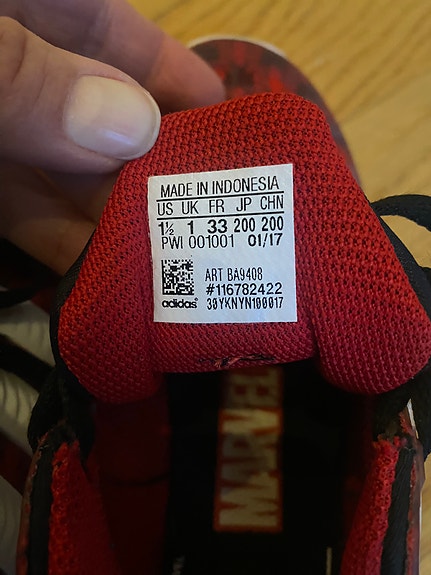 MADE IN INDONESIA
US UK FR JP CHN
1½ 1 33 200 200
PWI 001001 01/17
ART BA9408
#116782422
adidas® 30YKNYN100017
MARVEL